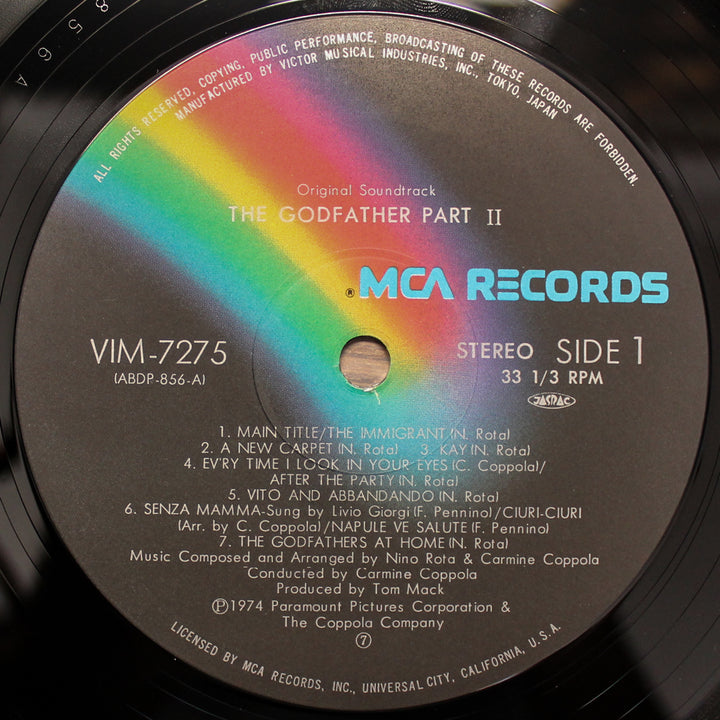 856A
ALL RIGHTS RESERVED, COPYING, PUBLIC PERFORMANCE, BROADCASTING OF THESE RECORDS ARE FORBIDDEN.
MANUFACTURED BY VICTOR MUSICAL INDUSTRIES, INC., TOKYO, JAPAN
Original Soundtrack
THE GODFATHER PART II
® MCA RECORDS
VIM-7275
(ABDP-856-A)
STEREO SIDE 1
33 1/3 RPM
JASRAC
1. MAIN TITLE/THE IMMIGRANT(N. Rota)
2. A NEW CARPET(N. Rota) 3. KAY(N. Rota)
4. EV'RY TIME I LOOK IN YOUR EYES(C. Coppola)/
AFTER THE PARTY(N. Rota)
5. VITO AND ABBANDANDO(N. Rota)
6. SENZA MAMMA-Sung by Livio Giorgi(F. Pennino)/CIURI-CIURI
(Arr. by C. Coppola)/NAPULE VE SALUTE(F. Pennino)
7. THE GODFATHERS AT HOME(N. Rota)
Music Composed and Arranged by Nino Rota & Carmine Coppola
Conducted by Carmine Coppola
Produced by Tom Mack
Ⓟ1974 Paramount Pictures Corporation &
The Coppola Company
⑦
LICENSED BY MCA RECORDS, INC., UNIVERSAL CITY, CALIFORNIA, U.S.A.